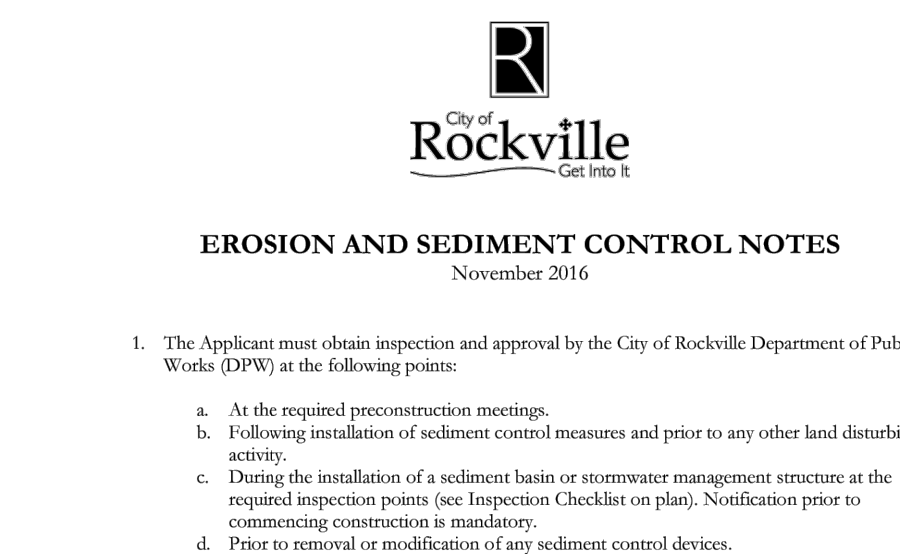 R
City of
Rockville
Get Into It
EROSION AND SEDIMENT CONTROL NOTES
November 2016
1. The Applicant must obtain inspection and approval by the City of Rockville Department of Pub
Works (DPW) at the following points:
a. At the required preconstruction meetings.
b. Following installation of sediment control measures and prior to any other land disturbi
activity.
c. During the installation of a sediment basin or stormwater management structure at the
required inspection points (see Inspection Checklist on plan). Notification prior to
commencing construction is mandatory.
d. Prior to removal or modification of any sediment control devices.